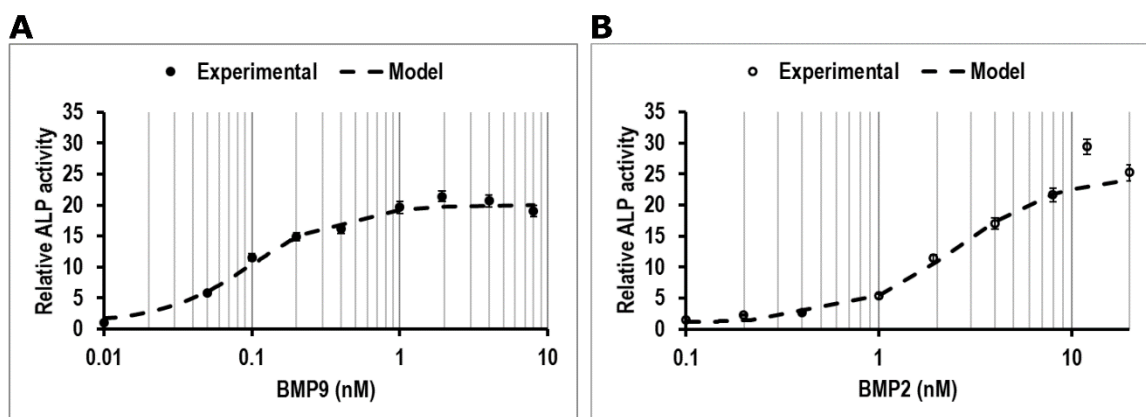 A
Experimental Model
35
30
25
20
15
10
5
0
Relative ALP activity
0.01 0.1 1 10
BMP9 (nM)
B
Experimental Model
35
30
25
20
15
10
5
0
Relative ALP activity
0.1 1 10
BMP2 (nM)